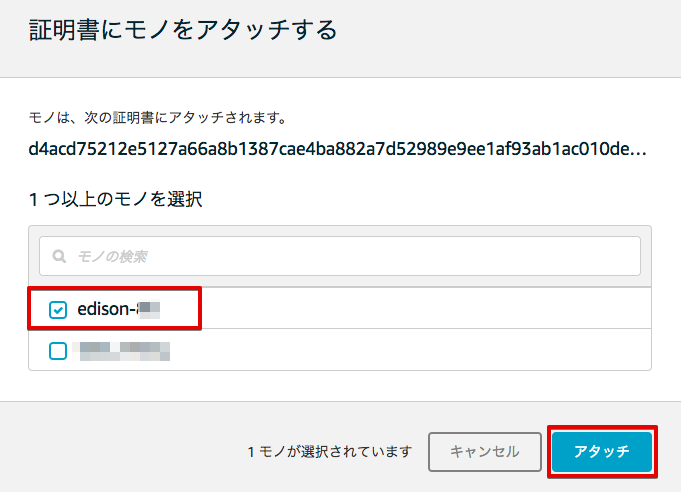 証明書にモノをアタッチする
モノは、次の証明書にアタッチされます。
d4acd75212e5127a66a8b1387cae4ba882a7d52989e9ee1af93ab1ac010de...
1 つ以上のモノを選択
モノの検索
edison-
1 モノが選択されています
キャンセル
アタッチ